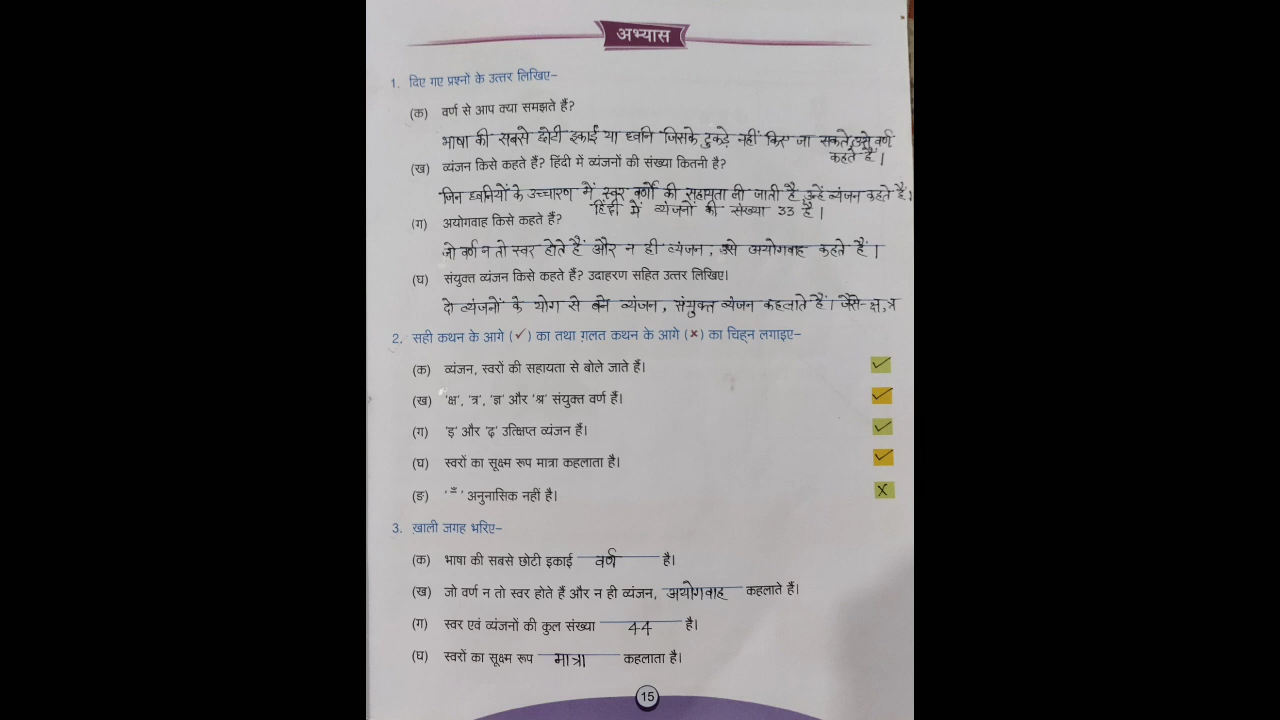 अभ्यास
1. दिए गए प्रश्नों के उत्तर लिखिए–
(क) वर्ण से आप क्या समझते हैं?
भाषा की सबसे छोटी इकाई या ध्वनि जिसके टुकड़े नहीं किए जा सकते, उसे वर्ण
कहते हैं।
(ख) व्यंजन किसे कहते हैं? हिंदी में व्यंजनों की संख्या कितनी है?
जिन ध्वनियों के उच्चारण में स्वर वर्णों की सहायता ली जाती है उन्हें व्यंजन कहते हैं।
हिंदी में व्यंजनों की संख्या 33 है।
(ग) अयोगवाह किसे कहते हैं?
जो वर्ण न तो स्वर होते हैं और न ही व्यंजन, उसे अयोगवाह कहते हैं।
(घ) संयुक्त व्यंजन किसे कहते हैं? उदाहरण सहित उत्तर लिखिए।
दो व्यंजनों के योग से बने व्यंजन, संयुक्त व्यंजन कहलाते हैं। जैसे- क्ष, त्र
2. सही कथन के आगे (✓) का तथा ग़लत कथन के आगे (×) का चिह्न लगाइए–
(क) व्यंजन, स्वरों की सहायता से बोले जाते हैं। ✓
(ख) 'क्ष', 'त्र', 'ज्ञ' और 'श्र' संयुक्त वर्ण हैं। ✓
(ग) 'ड़' और 'ढ़' उत्क्षिप्त व्यंजन हैं। ✓
(घ) स्वरों का सूक्ष्म रूप मात्रा कहलाता है। ✓
(ङ) ' ँ ' अनुनासिक नहीं है। X
3. ख़ाली जगह भरिए–
(क) भाषा की सबसे छोटी इकाई वर्ण है।
(ख) जो वर्ण न तो स्वर होते हैं और न ही व्यंजन, अयोगवाह कहलाते हैं।
(ग) स्वर एवं व्यंजनों की कुल संख्या 44 है।
(घ) स्वरों का सूक्ष्म रूप मात्रा कहलाता है।
15